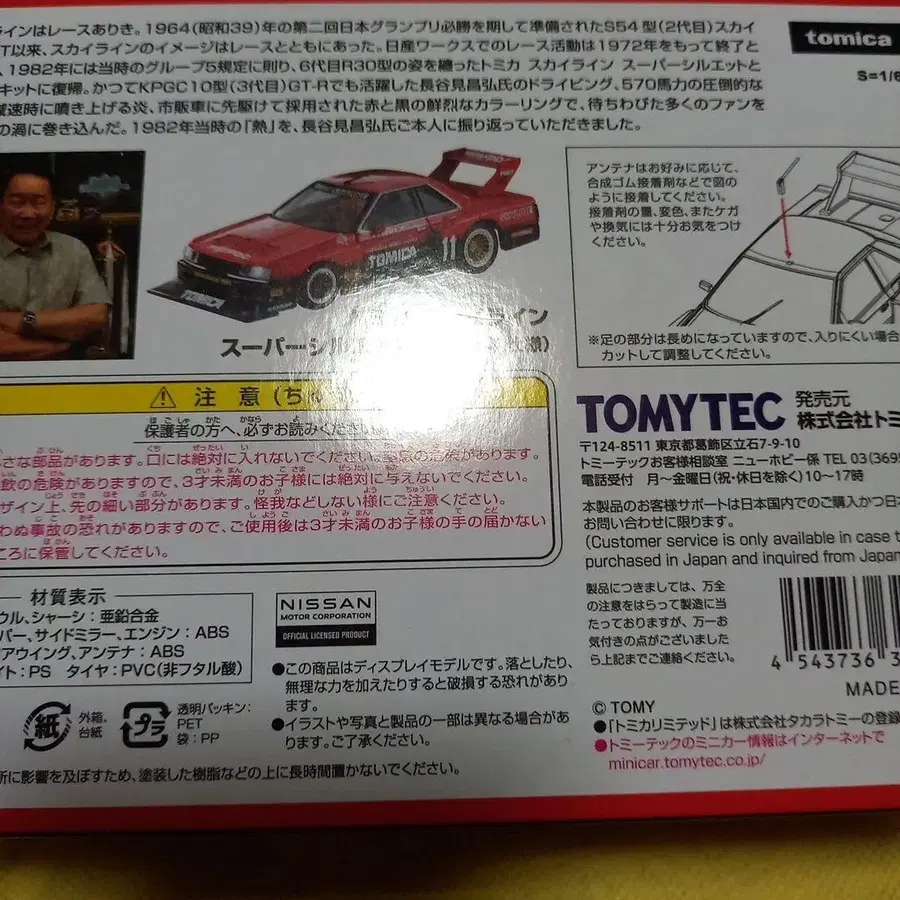 ラインはレースありき。1964(昭和39)年の第二回日本グランプリ必勝を期して準備されたS54型(2代目)スカイ
GT以来、スカイラインのイメージはレースとともにあった。日産ワークスでのレース活動は1972年をもって終了と
、1982年には当時のグループ5規定に則り、6代目R30型の姿を纏ったトミカ スカイライン スーパーシルエットと
キットに復帰。かつてKPGC10型(3代目)GT-Rでも活躍した長谷見昌弘氏のドライビング、570馬力の圧倒的な
減速時に噴き上げる炎、市販車に先駆けて採用された赤と黒の鮮烈なカラーリングで、待ちわびた多くのファンを
の渦に巻き込んだ。1982年当時の「熱」を、長谷見昌弘氏ご本人に振り返っていただきました。
tomica
S=1/6
TOMICA
11
TOMICA
イン
スーパーシル
アンテナはお好みに応じて、
合成ゴム接着剤などで図の
ように接着してください。
接着剤の量、変色、またケガ
や換気には十分お気をつけ
ください。
※足の部分は長めになっていますので、入りにくい場合
カットして調整してください。
注意(ち
保護者の方へ、必ずお読みくだ
さな部品があります。口には絶対に入れないでください。窒息の危険があります。
飲の危険がありますので、3才未満のお子様には絶対に与えないでください。
ザイン上、先の細い部分があります。怪我などしない様にご注意ください。
わぬ事故の恐れがありますので、ご使用後は3才未満のお子様の手の届かない
ころに保管してください。
TOMYTEC 発売元 株式会社トミ
〒124-8511 東京都葛飾区立石7-9-10
トミーテックお客様相談室 ニューホビー係 TEL 03(3695
電話受付 月〜金曜日(祝・休日を除く)10〜17時
本製品のお客様サポートは日本国内でのご購入かつ日本
お問い合わせに限ります。
(Customer service is only available in case t
purchased in Japan and inquired from Japan
製品につきましては、万全
の注意をはらって製造に当
たっておりますが、万一お
気付きの点がございました
ら上記までご連絡ください。
4 543736 3
MADE
材質表示
ウル、シャーシ：亜鉛合金
パー、サイドミラー、エンジン：ABS
アウイング、アンテナ：ABS
イト：PS タイヤ：PVC(非フタル酸)
NISSAN
MOTOR CORPORATION
OFFICIAL LICENSED PRODUCT
●この商品はディスプレイモデルです。落としたり、
無理な力を加えたりすると破損する恐れがあり
ます。
●イラストや写真と製品の一部は異なる場合があ
ります。ご了承ください。
紙
外箱、
台紙
プラ
透明パッキン：
PET
袋：PP
所に影響を及ぼすため、塗装した樹脂などの上に長時間置かないでください。
© TOMY
●「トミカリミテッド」は株式会社タカラトミーの登録
●トミーテックのミニカー情報はインターネットで
minicar.tomytec.co.jp/